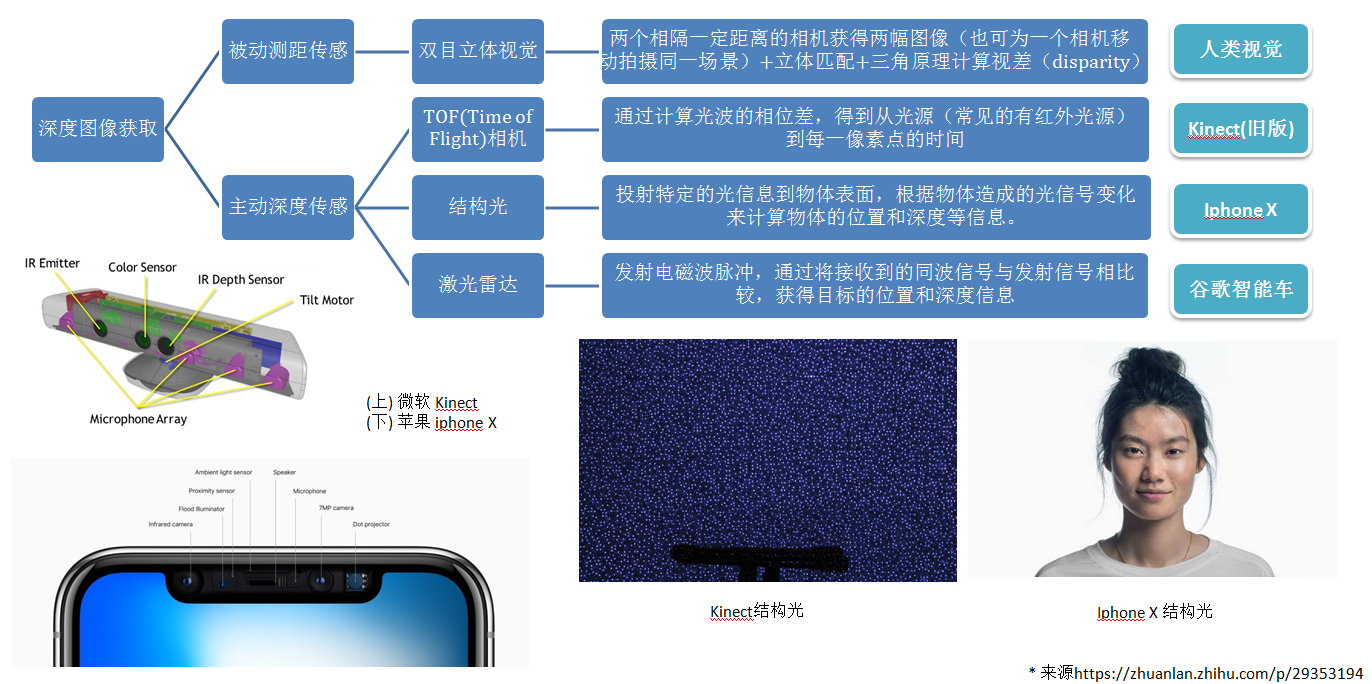 深度图像获取
被动测距传感
双目立体视觉
两个相隔一定距离的相机获得两幅图像（也可为一个相机移
动拍摄同一场景）+立体匹配+三角原理计算视差（disparity）
人类视觉
TOF(Time of
Flight)相机
通过计算光波的相位差，得到从光源（常见的有红外光源）
到每一像素点的时间
Kinect(旧版)
主动深度传感
结构光
投射特定的光信息到物体表面，根据物体造成的光信号变化
来计算物体的位置和深度等信息。
Iphone X
激光雷达
发射电磁波脉冲，通过将接收到的同波信号与发射信号相比
较，获得目标的位置和深度信息
谷歌智能车
IR Emitter
Color Sensor
IR Depth Sensor
Tilt Motor
Microphone Array
(上) 微软 Kinect
(下) 苹果 iphone X
Ambient light sensor
Speaker
Proximity sensor
Microphone
Flood Illuminator
7MP camera
Infrared camera
Dot projector
Kinect结构光
Iphone X 结构光
* 来源https://zhuanlan.zhihu.com/p/29353194